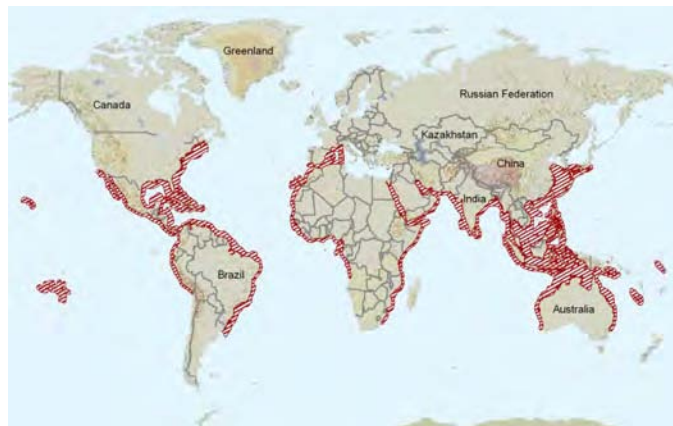 Greenland
Canada
Russian Federation
Kazakhstan
China
India
Brazil
Australia